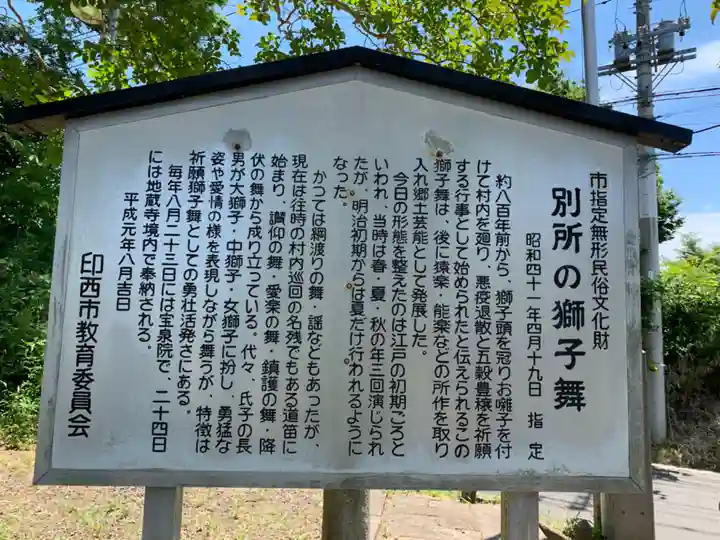 市指定無形民俗文化財
別所の獅子舞
昭和四十一年四月十九日　指定
約八百年前から、獅子頭を冠りお囃子を付
けて村内を廻り、悪疫退散と五穀豊穣を祈願
する行事として始められたと伝えられるこの
獅子舞は、後に猿楽・能楽などの所作を取り
入れ郷土芸能として発展した。
今日の形態を整えたのは江戸の初期ごろと
いわれ、当時は春・夏・秋の年三回演じられ
たが、明治初期からは夏だけ行われるように
なった。
かつては綱渡りの舞・謡などもあったが、
現在は往時の村内巡回の名残でもある道笛に
始まり、讃仰の舞・愛楽の舞・鎮護の舞・降
伏の舞から成り立っている。代々、氏子の長
男が大獅子・中獅子・女獅子に扮し、勇猛な
姿や愛情の様を表現しながら舞うが、特徴は
祈願獅子舞としての勇壮活発さにある。
毎年八月二十三日には宝泉院で、二十四日
には地蔵寺境内で奉納される。
平成元年八月吉日
印西市教育委員会